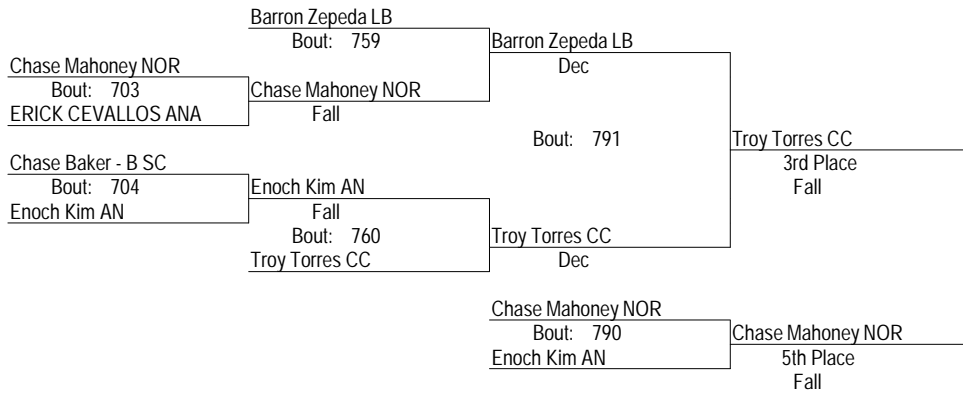 Barron Zepeda LB
Bout: 759
Barron Zepeda LB
Dec
Chase Mahoney NOR
Bout: 703
Chase Mahoney NOR
ERICK CEVALLOS ANA
Fall
Bout: 791
Troy Torres CC
3rd Place
Fall
Chase Baker - B SC
Bout: 704
Enoch Kim AN
Enoch Kim AN
Fall
Bout: 760
Troy Torres CC
Troy Torres CC
Dec
Chase Mahoney NOR
Bout: 790
Chase Mahoney NOR
Enoch Kim AN
5th Place
Fall